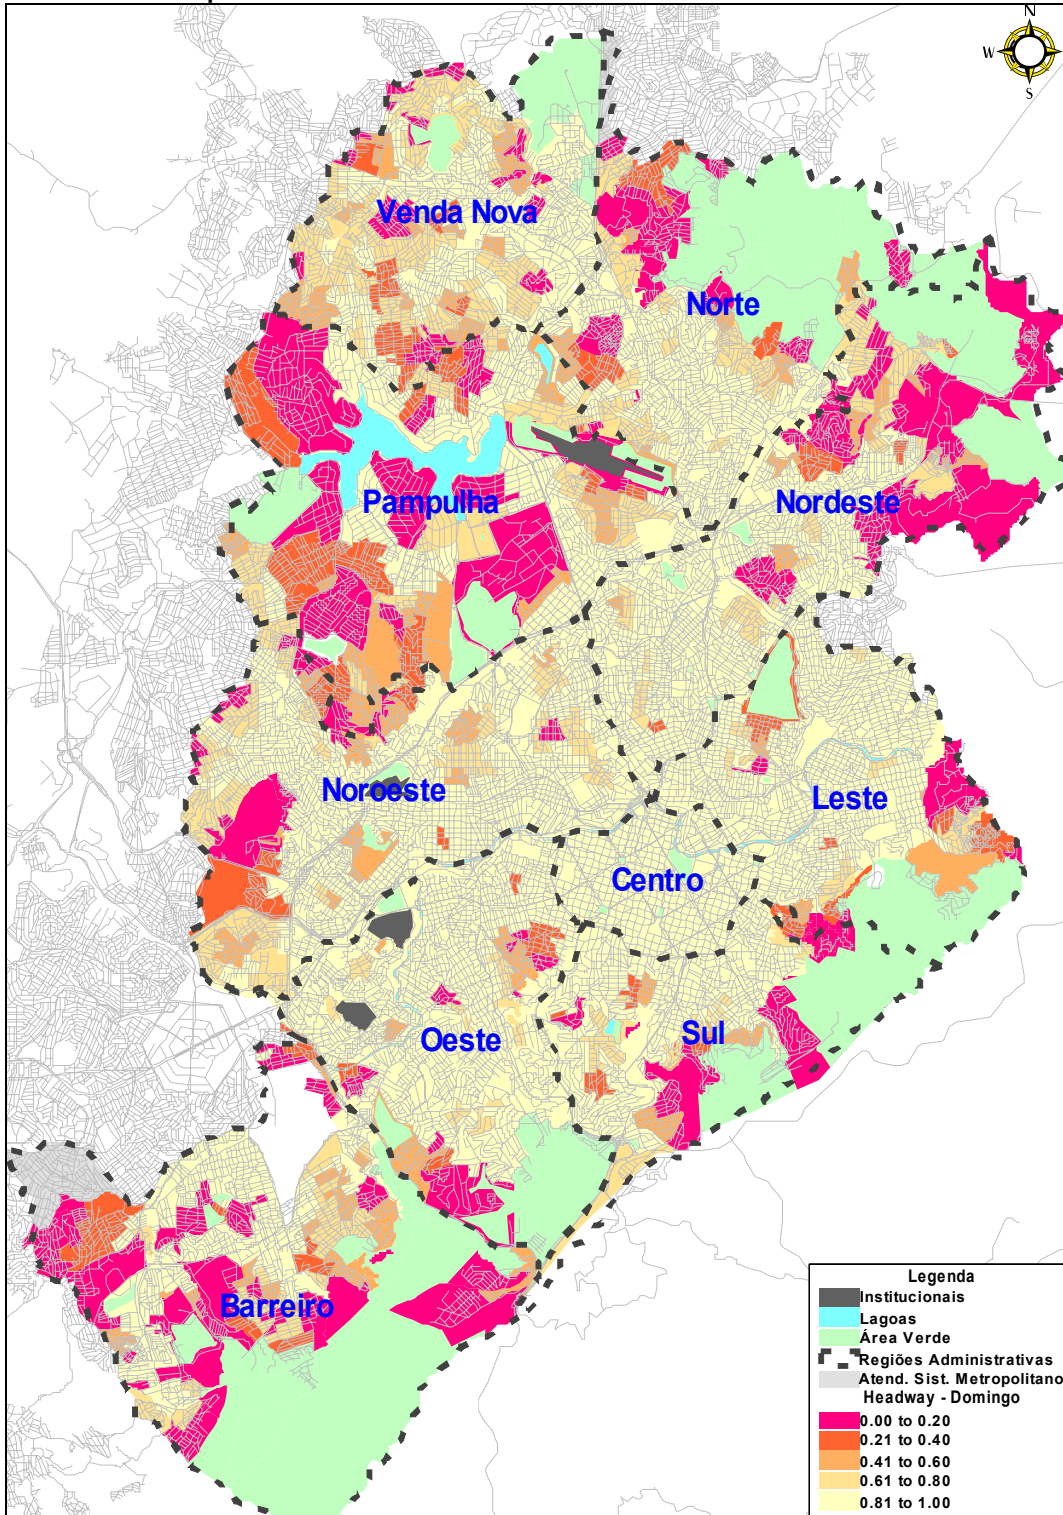 N
W
S
Venda Nova
Norte
Pampulha
Nordeste
Noroeste
Leste
Centro
Oeste
Sul
Barreiro
Legenda
Institucionais
Lagoas
Área Verde
Regiões Administrativas
Atend. Sist. Metropolitano
Headway - Domingo
0.00 to 0.20
0.21 to 0.40
0.41 to 0.60
0.61 to 0.80
0.81 to 1.00